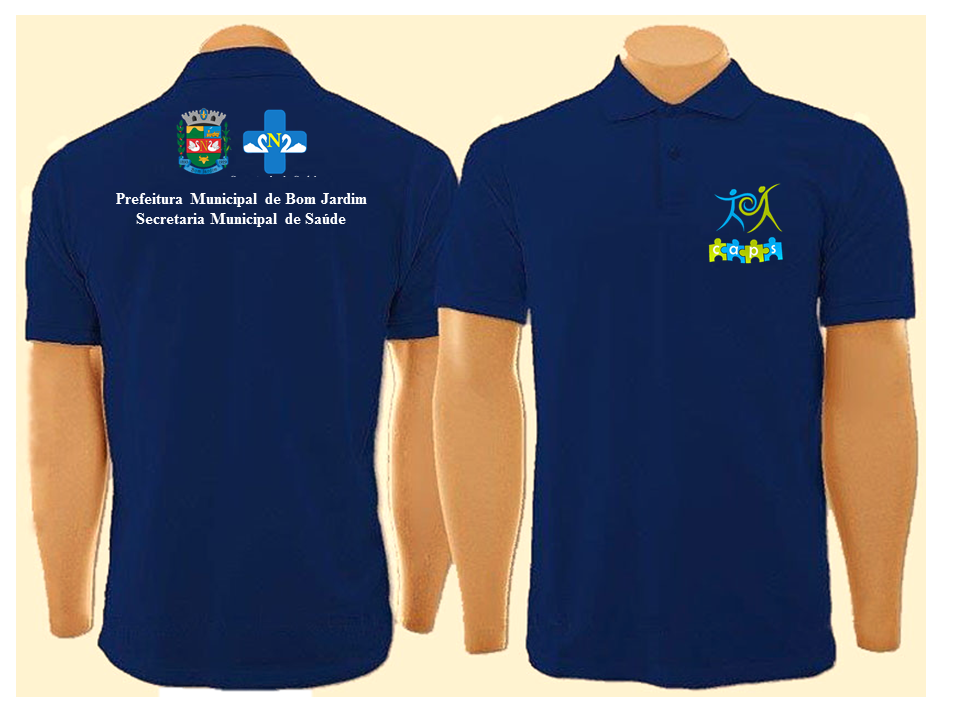 N
N
Prefeitura Municipal de Bom Jardim
Secretaria Municipal de Saúde
caps